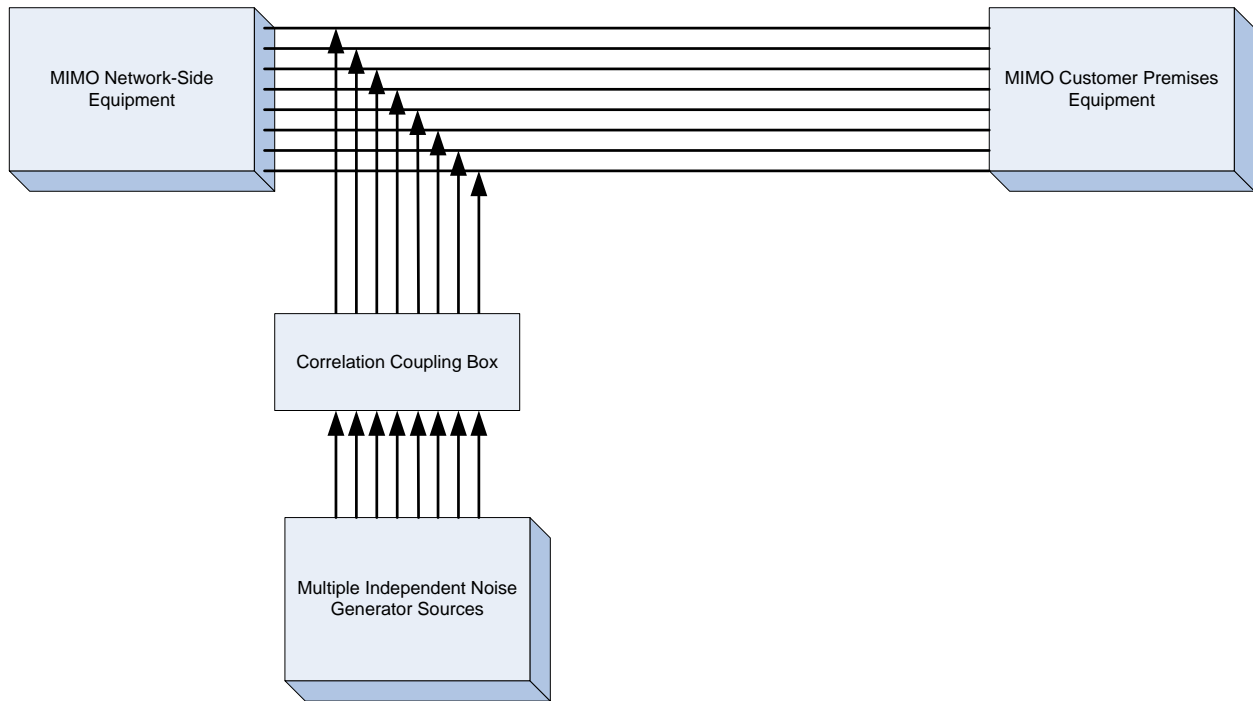 MIMO Network-Side
Equipment
MIMO Customer Premises
Equipment
Correlation Coupling Box
Multiple Independent Noise
Generator Sources